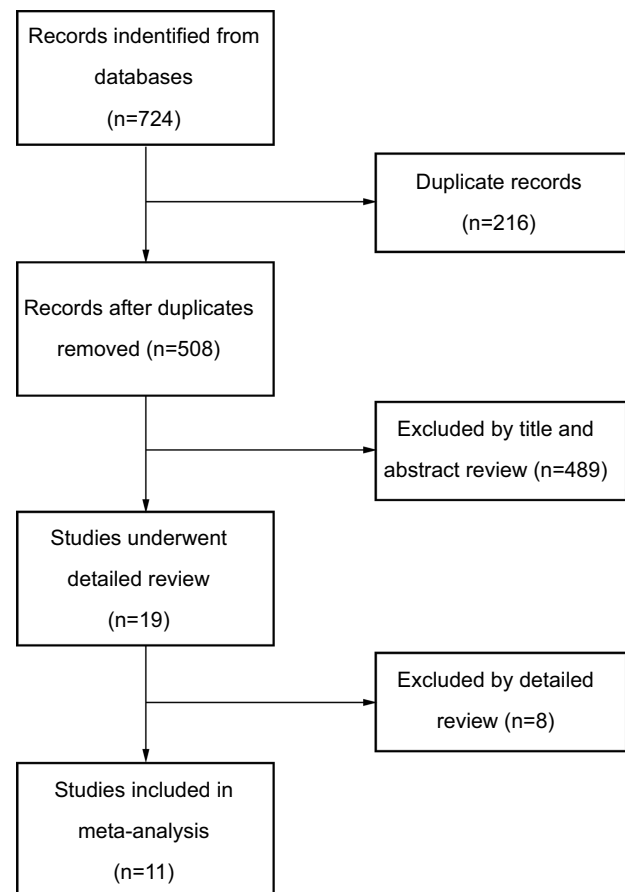 Records indentified from
databases
(n=724)
Duplicate records
(n=216)
Records after duplicates
removed (n=508)
Excluded by title and
abstract review (n=489)
Studies underwent
detailed review
(n=19)
Excluded by detailed
review (n=8)
Studies included in
meta-analysis
(n=11)